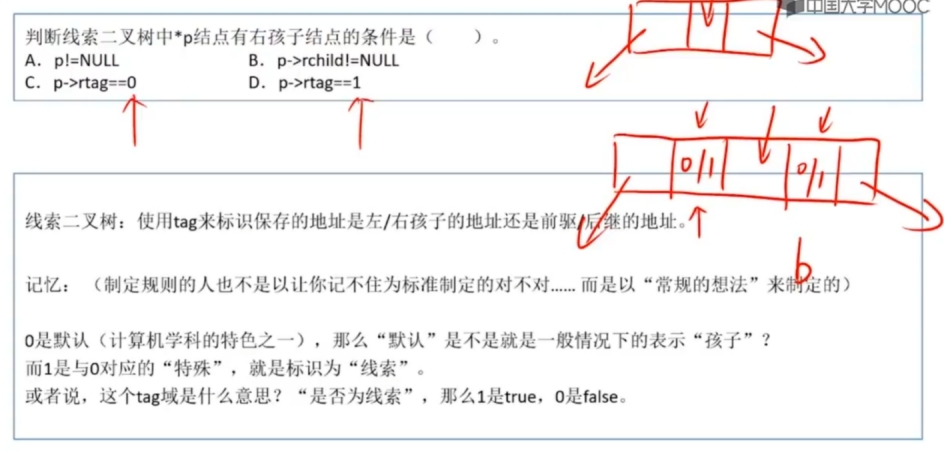 中国大学MOOC
判断线索二叉树中*p结点有右孩子结点的条件是（　　）。
A. p!=NULL　　B. p->rchild!=NULL
C. p->rtag==0　　D. p->rtag==1
0/1　0/1
线索二叉树：使用tag来标识保存的地址是左/右孩子的地址还是前驱/后继的地址。
b
记忆：（制定规则的人也不是以让你记不住为标准制定的对不对...... 而是以“常规的想法”来制定的）
0是默认（计算机学科的特色之一），那么“默认”是不是就是一般情况下的表示“孩子”？
而1是与0对应的“特殊”，就是标识为“线索”。
或者说，这个tag域是什么意思？“是否为线索”，那么1是true，0是false。